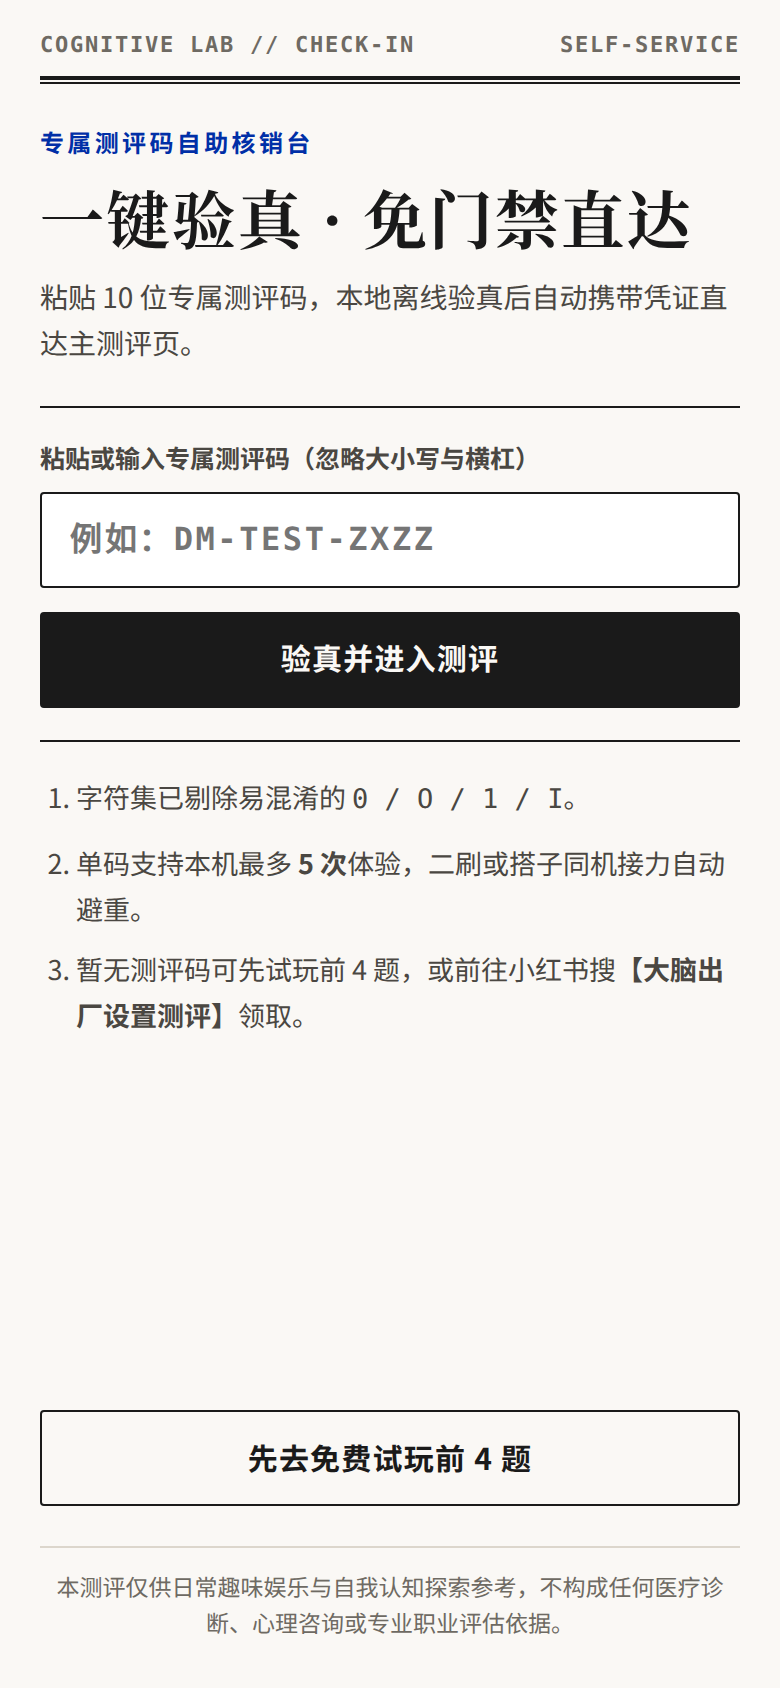 COGNITIVE LAB // CHECK-IN
SELF-SERVICE
专属测评码自助核销台
一键验真 · 免门禁直达
粘贴 10 位专属测评码，本地离线验真后自动携带凭证直
达主测评页。
粘贴或输入专属测评码（忽略大小写与横杠）
例如：DM-TEST-ZXZZ
验真并进入测评
1. 字符集已剔除易混淆的 0 / O / 1 / I。
2. 单码支持本机最多 5 次体验，二刷或搭子同机接力自动
避重。
3. 暂无测评码可先试玩前 4 题，或前往小红书搜【大脑出
厂设置测评】领取。
先去免费试玩前 4 题
本测评仅供日常趣味娱乐与自我认知探索参考，不构成任何医疗诊
断、心理咨询或专业职业评估依据。